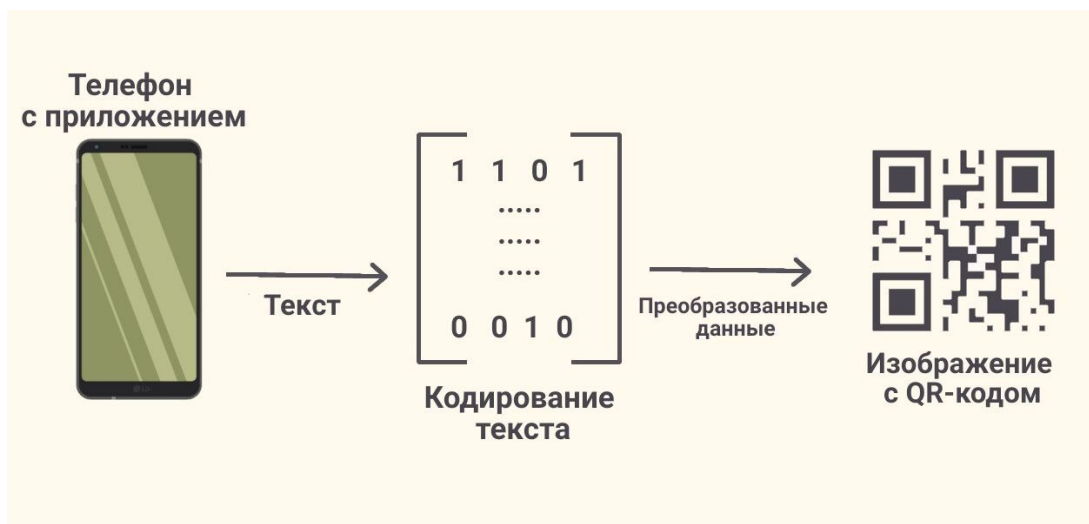 Телефон
с приложением
Текст
1 1 0 1
.....
.....
.....
0 0 1 0
Кодирование
текста
Преобразованные
данные
Изображение
с QR-кодом